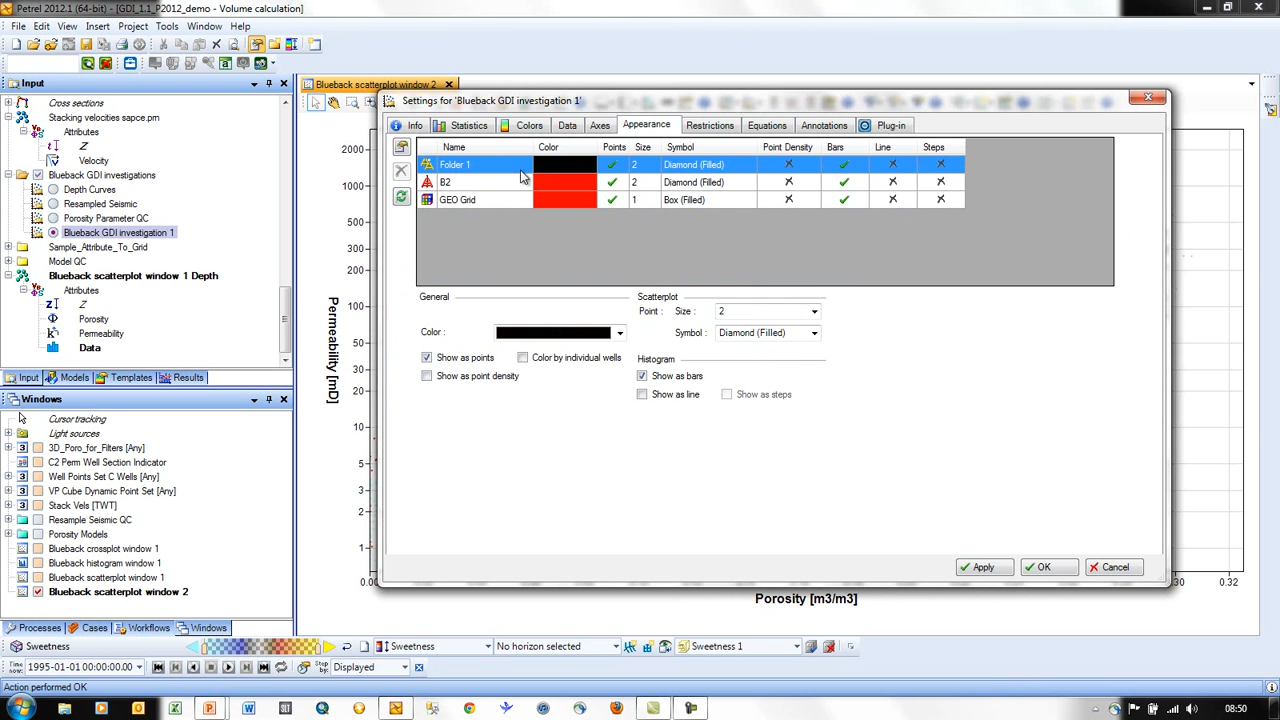 Petrel 2012.1 (64-bit) - [GDI_1.1_P2012_demo - Volume calculation]
File Edit View Insert Project Tools Window Help
Input
Cross sections
Stacking velocities sapce.pm
Attributes
Z
Velocity
Blueback GDI investigations
Depth Curves
Resampled Seismic
Porosity Parameter QC
Blueback GDI investigation 1
Sample_Attribute_To_Grid
Model QC
Blueback scatterplot window 1 Depth
Attributes
Z
Porosity
Permeability
Data
Input Models Templates Results
Windows
Cursor tracking
Light sources
3D_Poro_for_Filters [Any]
C2 Perm Well Section Indicator
Well Points Set C Wells [Any]
VP Cube Dynamic Point Set [Any]
Stack Vels [TWT]
Resample Seismic QC
Porosity Models
Blueback crossplot window 1
Blueback histogram window 1
Blueback scatterplot window 1
Blueback scatterplot window 2
Processes Cases Workflows Windows
Blueback scatterplot window 2
2000
1000
500
300
200
100
50
30
20
10
5
3
2
1
Permeability [mD]
0.00
0.30 0.32
Porosity [m3/m3]
Settings for 'Blueback GDI investigation 1'
Info Statistics Colors Data Axes Appearance Restrictions Equations Annotations Plug-in
Name Color Points Size Symbol Point Density Bars Line Steps
Folder 1 2 Diamond (Filled)
B2 2 Diamond (Filled)
GEO Grid 1 Box (Filled)
General
Color :
Show as points Color by individual wells
Show as point density
Scatterplot
Point : Size : 2
Symbol : Diamond (Filled)
Histogram
Show as bars
Show as line Show as steps
Apply OK Cancel
Sweetness Sweetness No horizon selected Sweetness 1
Time now: 1995-01-01 00:00:00.00 Step by: Displayed
Action performed OK
08:50